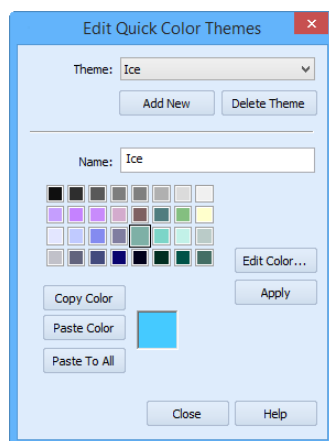 Edit Quick Color Themes
Theme: Ice
Add New Delete Theme
Name: Ice
Edit Color...
Copy Color Apply
Paste Color
Paste To All
Close Help